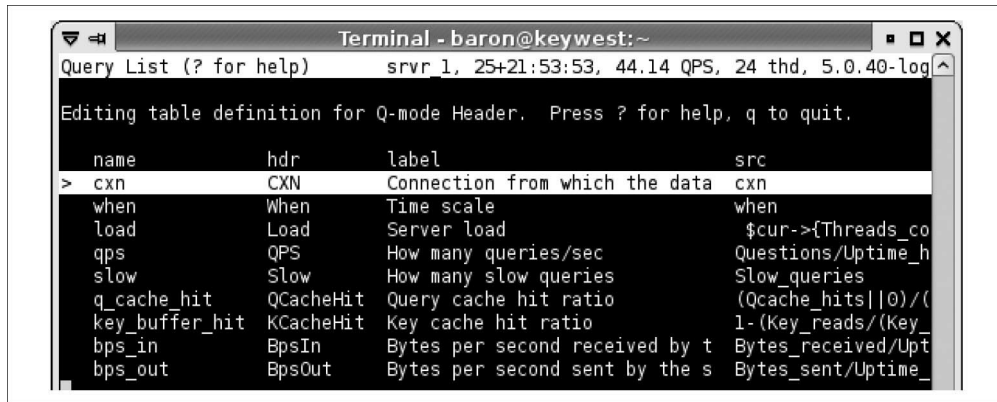 Terminal - baron@keywest:~
Query List (? for help) srvr_1, 25+21:53:53, 44.14 QPS, 24 thd, 5.0.40-log
Editing table definition for Q-mode Header. Press ? for help, q to quit.
name hdr label src
> cxn CXN Connection from which the data cxn
when When Time scale when
load Load Server load $cur->{Threads_co
qps QPS How many queries/sec Questions/Uptime_h
slow Slow How many slow queries Slow_queries
q_cache_hit QCacheHit Query cache hit ratio (Qcache_hits||0)/(
key_buffer_hit KCacheHit Key cache hit ratio 1-(Key_reads/(Key_
bps_in BpsIn Bytes per second received by t Bytes_received/Upt
bps_out BpsOut Bytes per second sent by the s Bytes_sent/Uptime_